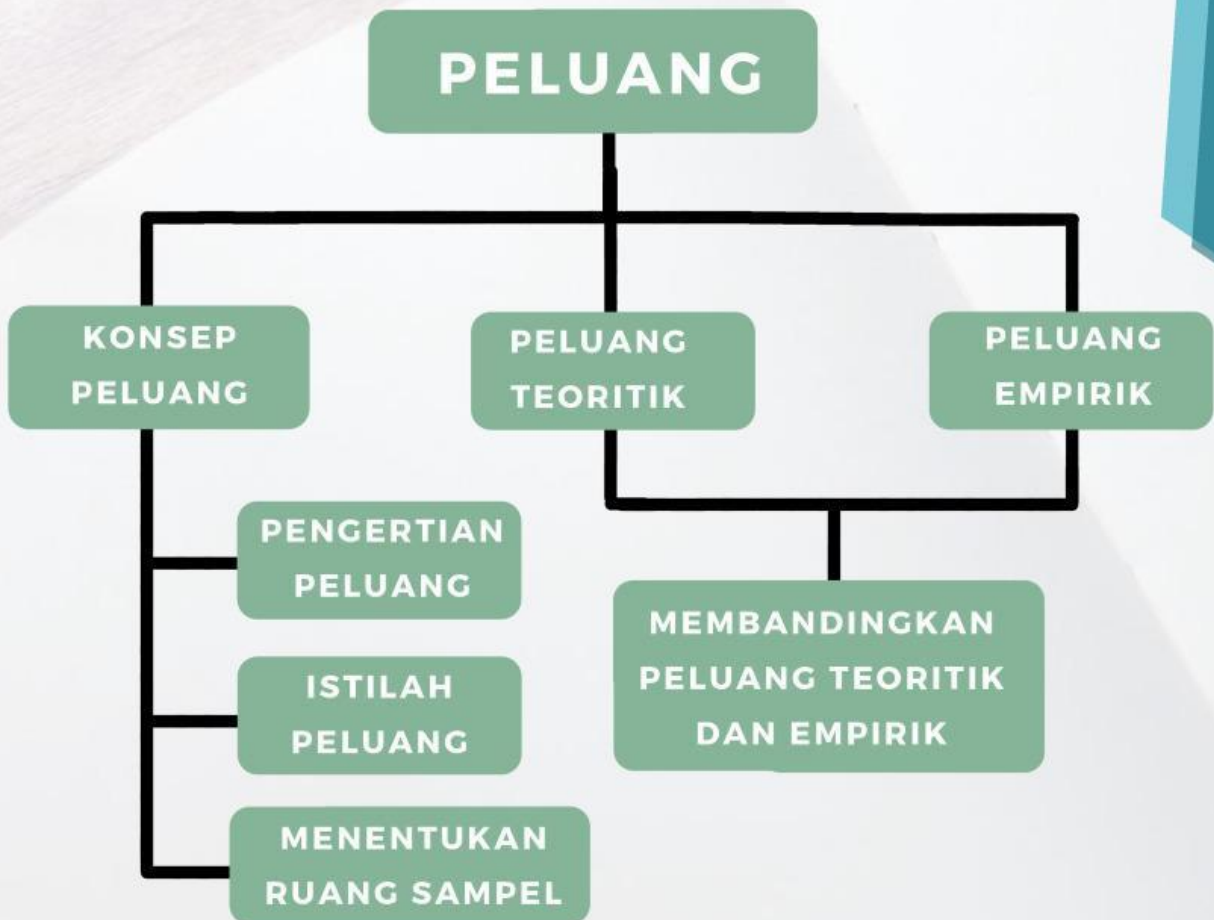 PELUANG
KONSEP
PELUANG
PELUANG
TEORITIK
PELUANG
EMPIRIK
PENGERTIAN
PELUANG
ISTILAH
PELUANG
MENENTUKAN
RUANG SAMPEL
MEMBANDINGKAN
PELUANG TEORITIK
DAN EMPIRIK